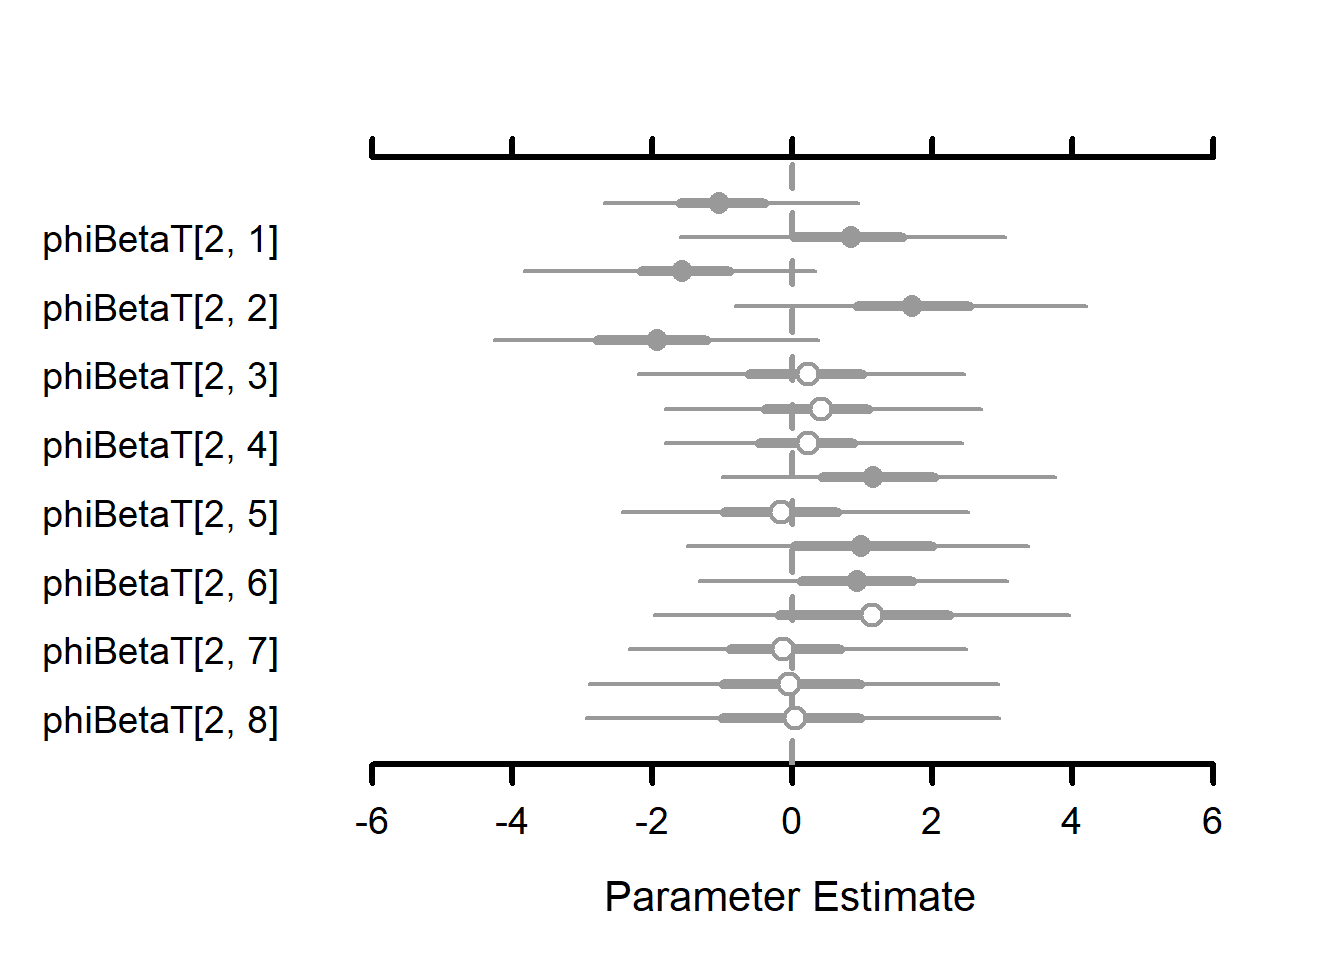 phiBetaT[2, 1]
phiBetaT[2, 2]
phiBetaT[2, 3]
phiBetaT[2, 4]
phiBetaT[2, 5]
phiBetaT[2, 6]
phiBetaT[2, 7]
phiBetaT[2, 8]
-6 -4 -2 0 2 4 6
Parameter Estimate